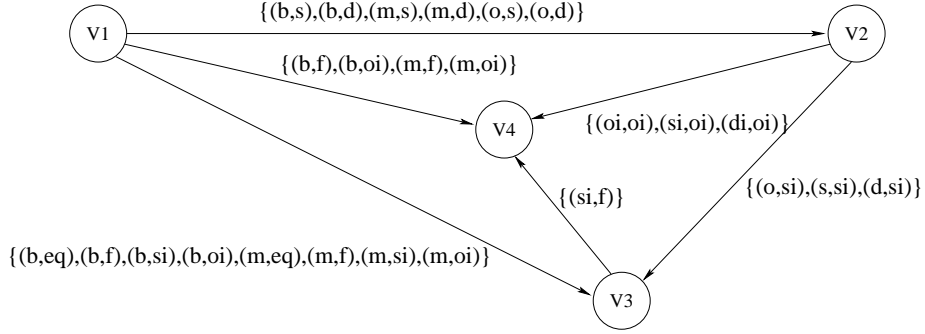 {(b,s),(b,d),(m,s),(m,d),(o,s),(o,d)}
V1
V2
{(b,f),(b,oi),(m,f),(m,oi)}
V4
{(oi,oi),(si,oi),(di,oi)}
{(si,f)}
{(o,si),(s,si),(d,si)}
{(b,eq),(b,f),(b,si),(b,oi),(m,eq),(m,f),(m,si),(m,oi)}
V3